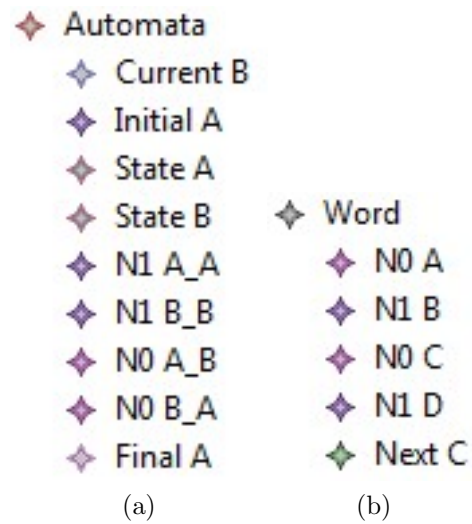 Automata
Current B
Initial A
State A
State B
N1 A_A
N1 B_B
N0 A_B
N0 B_A
Final A
(a)
Word
N0 A
N1 B
N0 C
N1 D
Next C
(b)